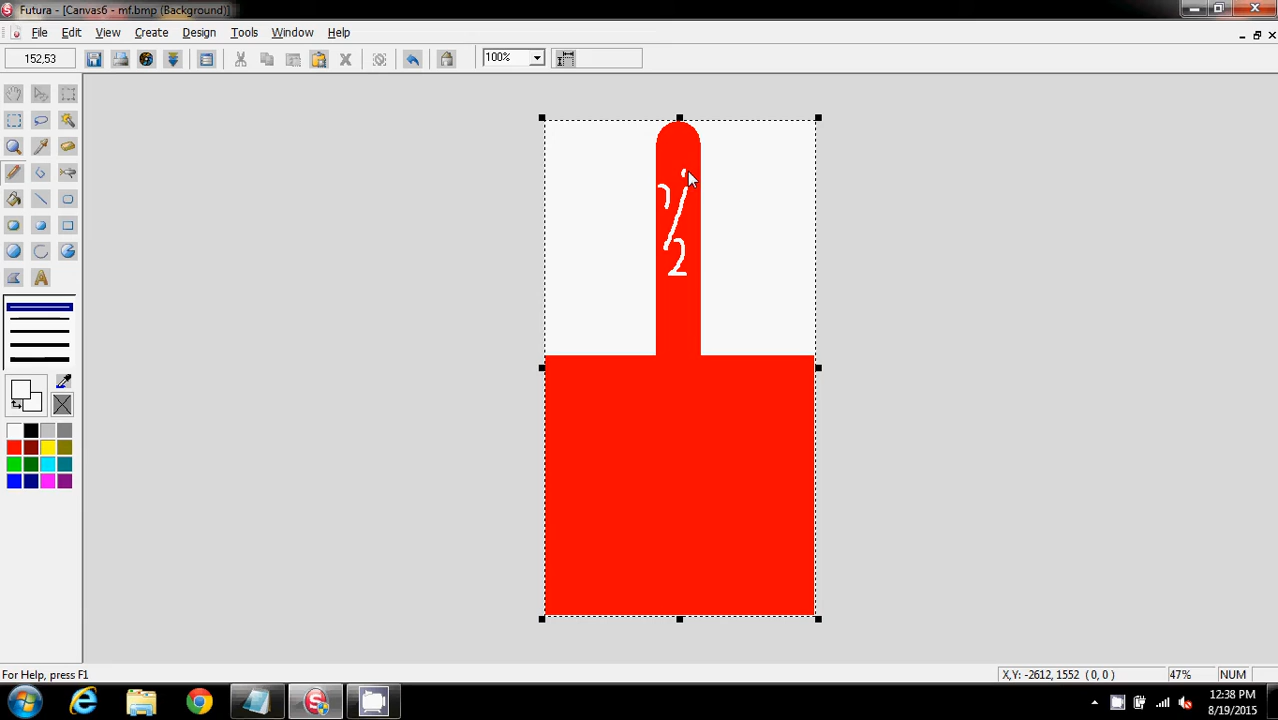 Futura - [Canvas6 - mf.bmp (Background)]
File Edit View Create Design Tools Window Help
152,53
100%
1/2
For Help, press F1
X,Y: -2612, 1552 ( 0, 0 )
47%
NUM
12:38 PM
8/19/2015